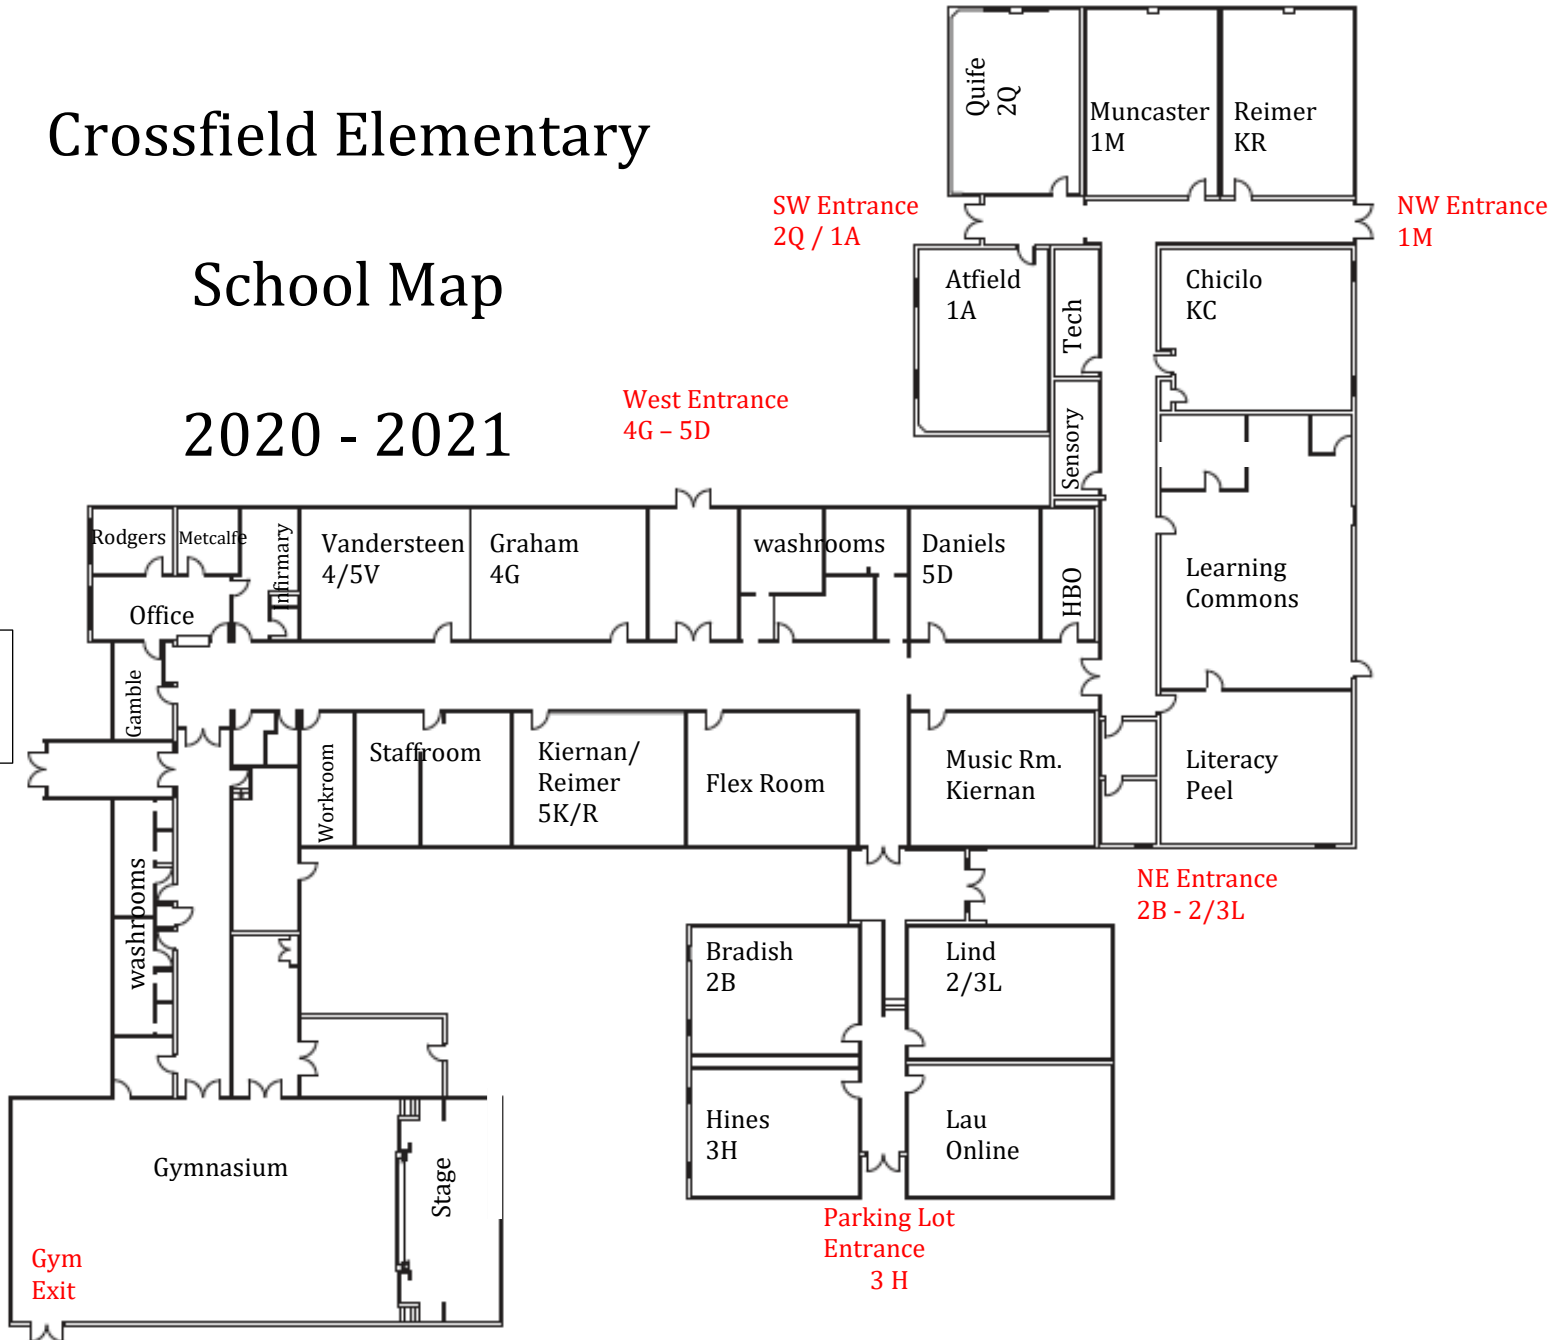 Crossfield Elementary
School Map
2020 - 2021
Quife
2Q
Muncaster
1M
Reimer
KR
SW Entrance
2Q / 1A
NW Entrance
1M
Atfield
1A
Tech
Chicilo
KC
West Entrance
4G – 5D
Sensory
Rodgers
Metcalfe
Infirmary
Vandersteen
4/5V
Graham
4G
washrooms
Daniels
5D
HBO
Learning
Commons
Office
Gamble
Workroom
Staffroom
Kiernan/
Reimer
5K/R
Flex Room
Music Rm.
Kiernan
Literacy
Peel
washrooms
NE Entrance
2B - 2/3L
Bradish
2B
Lind
2/3L
Hines
3H
Lau
Online
Gymnasium
Stage
Parking Lot
Entrance
3 H
Gym
Exit